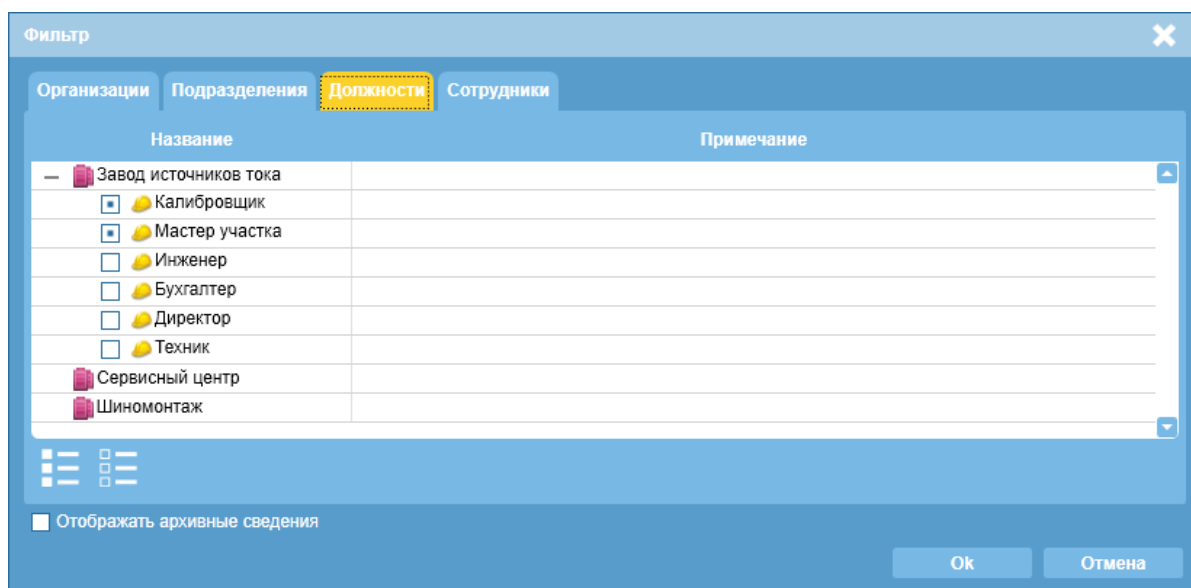 Фильтр
Организации Подразделения Должности Сотрудники
Название Примечание
Завод источников тока
Калибровщик
Мастер участка
Инженер
Бухгалтер
Директор
Техник
Сервисный центр
Шиномонтаж
Отображать архивные сведения
Ok Отмена